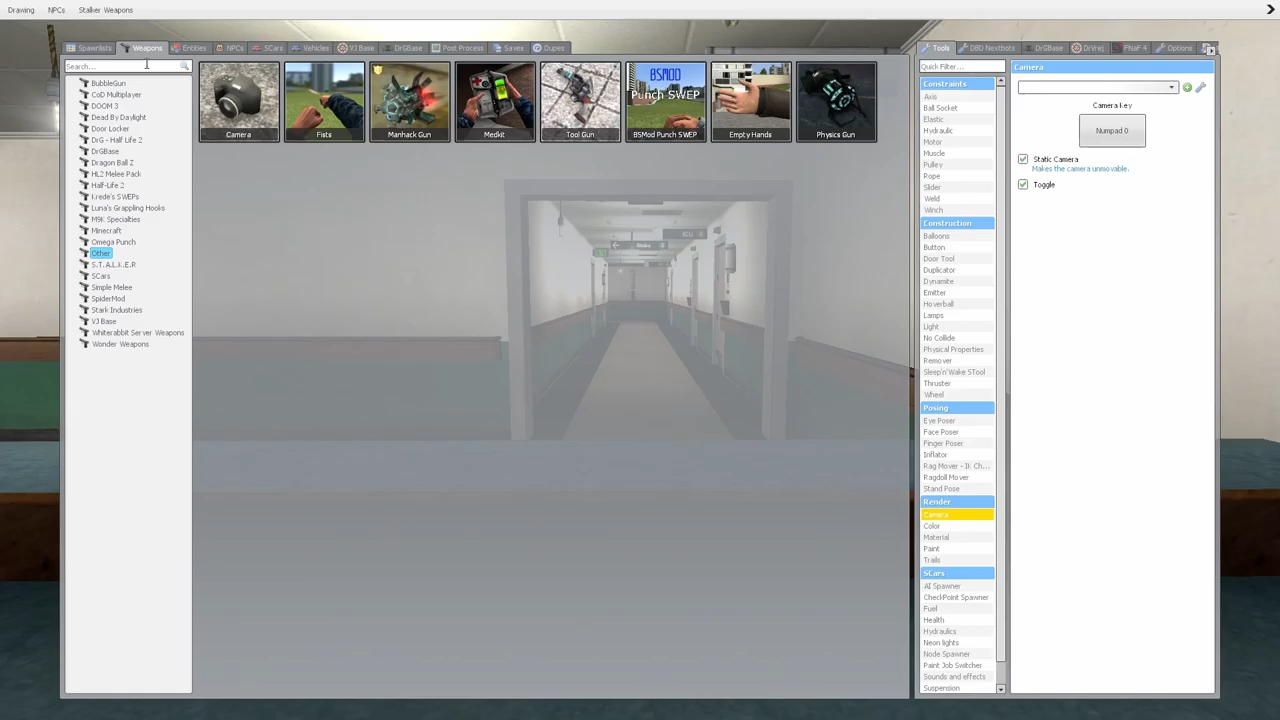 Drawing NPCs Stalker Weapons
Spawnlists Weapons Entities NPCs SCars Vehicles VJ Base DrGBase Post Process Saves Dupes
Search...
BubbleGun
CoD Multiplayer
DOOM 3
Dead By Daylight
Door Locker
DrG - Half Life 2
DrGBase
Dragon Ball Z
HL2 Melee Pack
Half-Life 2
Krede's SWEPs
Luna's Grappling Hooks
M9K Specialties
Minecraft
Omega Punch
Other
S.T.A.L.K.E.R
SCars
Simple Melee
SpiderMod
Stark Industries
VJ Base
Whiterabbit Server Weapons
Wonder Weapons
Camera
Fists
Manhack Gun
Medkit
Tool Gun
BSMOD
Punch SWEP
BSMod Punch SWEP
Empty Hands
Physics Gun
Tools DBD Nextbots DrGBase DrVrej FNaF 4 Options
Quick Filter...
Constraints
Axis
Ball Socket
Elastic
Hydraulic
Motor
Muscle
Pulley
Rope
Slider
Weld
Winch
Construction
Balloons
Button
Door Tool
Duplicator
Dynamite
Emitter
Hoverball
Lamps
Light
No Collide
Physical Properties
Remover
Sleep'n'Wake STool
Thruster
Wheel
Posing
Eye Poser
Face Poser
Finger Poser
Inflator
Rag Mover - IK Ch...
Ragdoll Mover
Stand Pose
Render
Camera
Color
Material
Paint
Trails
SCars
AI Spawner
CheckPoint Spawner
Fuel
Health
Hydraulics
Neon lights
Node Spawner
Paint Job Switcher
Sounds and effects
Suspension
Camera
Camera Key
Numpad 0
Static Camera
Makes the camera unmovable.
Toggle